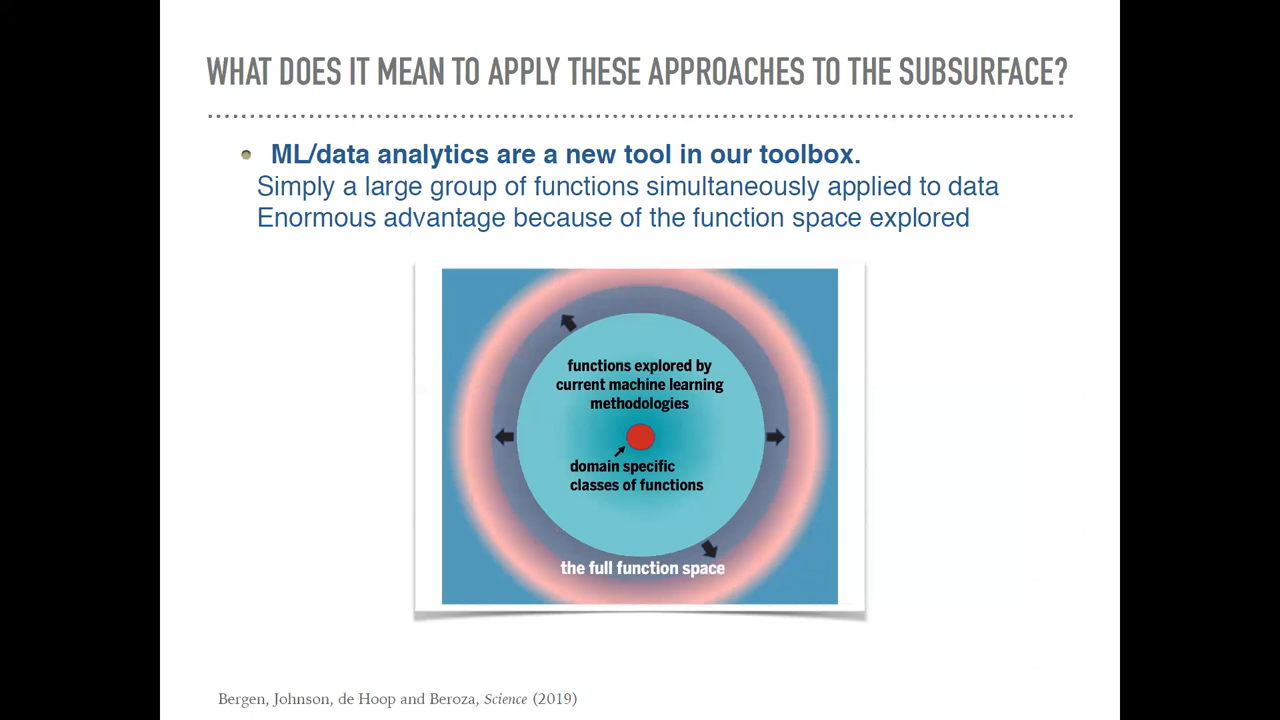 WHAT DOES IT MEAN TO APPLY THESE APPROACHES TO THE SUBSURFACE?
ML/data analytics are a new tool in our toolbox.
Simply a large group of functions simultaneously applied to data
Enormous advantage because of the function space explored
functions explored by
current machine learning
methodologies
domain specific
classes of functions
the full function space
Bergen, Johnson, de Hoop and Beroza, Science (2019)